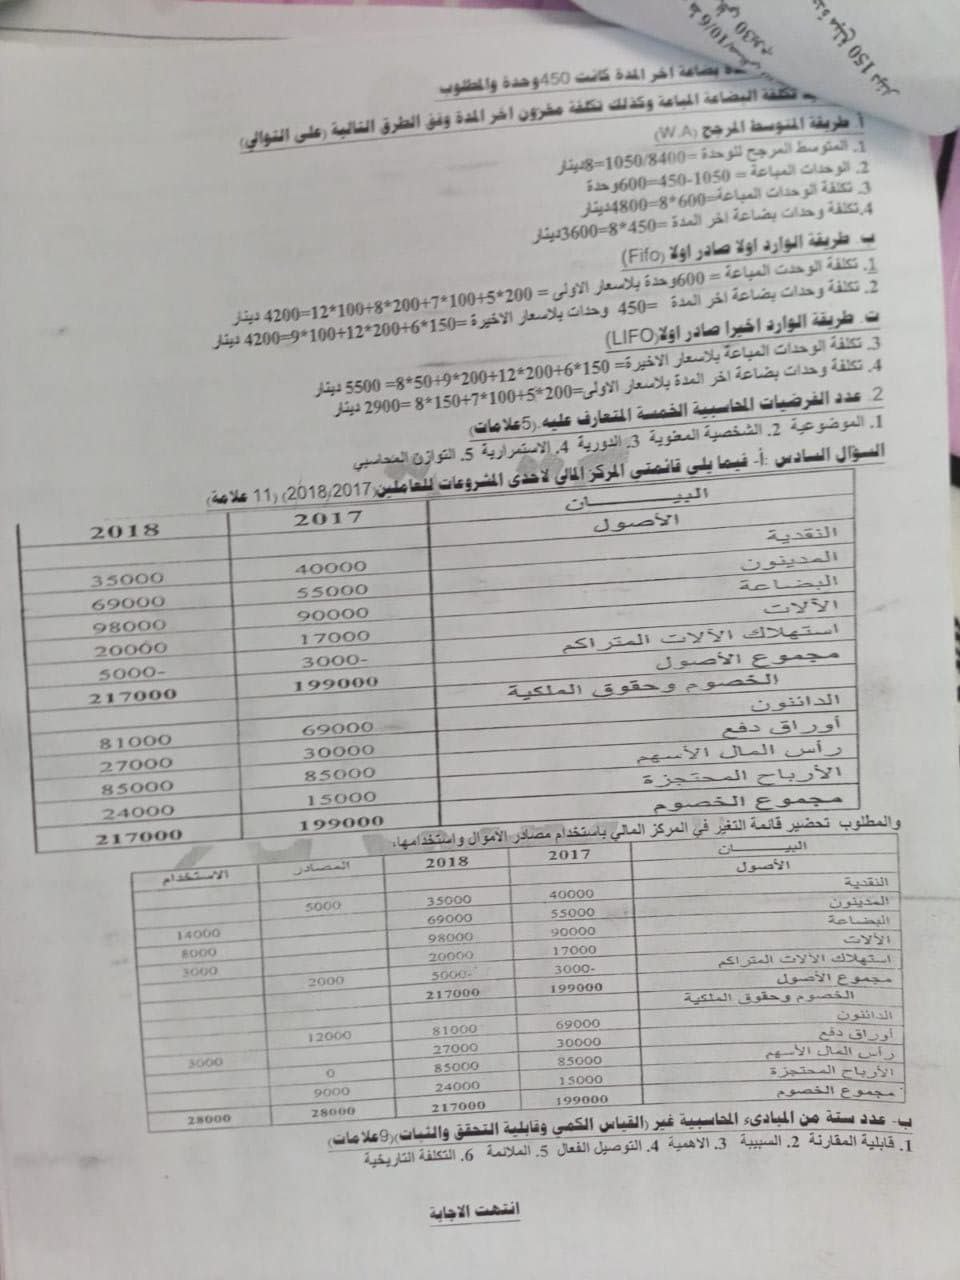 مبلغ 150 دينار
بضاعة اخر المدة كانت 450وحدة والمطلوب
تكلفة البضاعة المباعة وكذلك تكلفة مخزون اخر المدة وفق الطرق التالية (على التوالي)
أ. طريقة المتوسط المرجح (W.A)
1. المتوسط المرجح للوحدة =1050/8400=8دينار
2. الوحدات المباعة = 1050-450=600وحدة
3. تكلفة الوحدات المباعة=600*8=4800دينار
4.تكلفة وحدات بضاعة اخر المدة =450*8=3600دينار
ب. طريقة الوارد اولا صادر اولا (Fifo)
1. تكلفة الوحدت المباعة = 600وحدة بلاسعار الاولى = 200*5+100*7+200*8+100*12=4200 دينار
2. تكلفة وحدات بضاعة اخر المدة =450 وحدات بلاسعار الاخيرة =150*6+200*12+100*9=4200 دينار
ت. طريقة الوارد اخيرا صادر اولا(LIFO)
3. تكلفة الوحدات المباعة بلاسعار الاخيرة= 150*6+200*12+200*9+50*8= 5500 دينار
4. تكلفة وحدات بضاعة اخر المدة بلاسعار الاولى=200*5+100*7+150*8 =2900 دينار
2. عدد الفرضيات المحاسبية الخمسة المتعارف عليه.(5علامات)
1. الموضوعية 2. الشخصية المعنوية 3. الدورية 4. الاستمرارية 5. التوازن المحاسبي
السؤال السادس :أ- فيما يلي قائمتي المركز المالي لاحدى المشروعات للعاملين(2018/2017) (11 علامة)
البيــــــان 2017 2018
الأصول
النقدية 40000 35000
المدينون 55000 69000
البضاعة 90000 98000
الآلات 17000 20000
استهلاك الآلات المتراكم 3000- 5000-
مجموع الأصول 199000 217000
الخصوم وحقوق الملكية
الدائنون 69000 81000
أوراق دفع 30000 27000
رأس المال الأسهم 85000 85000
الأرباح المحتجزة 15000 24000
مجموع الخصوم 199000 217000
والمطلوب تحضير قائمة التغير في المركز المالي باستخدام مصادر الأموال واستخدامها.
البيــــــان 2017 2018 المصادر الاستخدام
الأصول
النقدية 40000 35000 5000
المدينون 55000 69000 14000
البضاعة 90000 98000 8000
الآلات 17000 20000 3000
استهلاك الآلات المتراكم 3000- 5000- 2000
مجموع الأصول 199000 217000
الخصوم وحقوق الملكية
الدائنون 69000 81000 12000
أوراق دفع 30000 27000 3000
رأس المال الأسهم 85000 85000 0
الأرباح المحتجزة 15000 24000 9000
مجموع الخصوم 199000 217000 28000 28000
ب- عدد ستة من المبادىء المحاسبية غير (القياس الكمي وقابلية التحقق والثبات)(9علامات)
1. قابلية المقارنة 2. السببية 3. الاهمية 4. التوصيل الفعال 5. الملائمة 6. التكلفة التاريخية
انتهت الاجابة